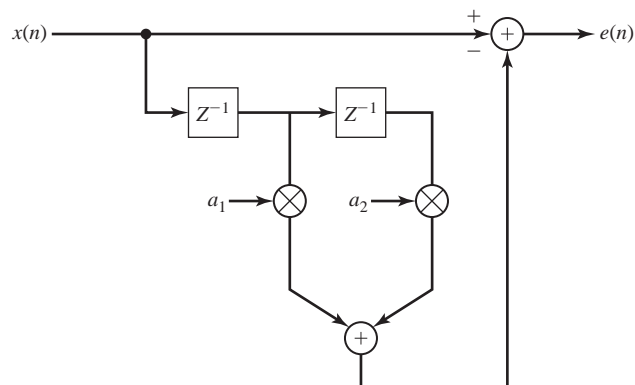 x(n)
+
−
+
e(n)
Z⁻¹
Z⁻¹
a₁
a₂
+